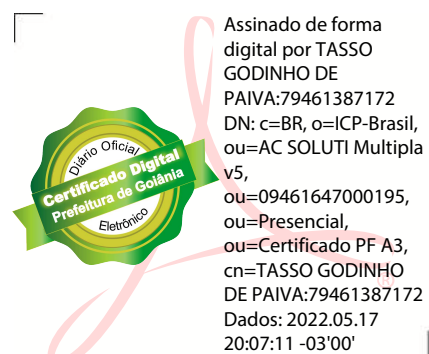 Diário Oficial
Certificado Digital
Prefeitura de Goiânia
Eletrônico
Assinado de forma
digital por TASSO
GODINHO DE
PAIVA:79461387172
DN: c=BR, o=ICP-Brasil,
ou=AC SOLUTI Multipla
v5,
ou=09461647000195,
ou=Presencial,
ou=Certificado PF A3,
cn=TASSO GODINHO
DE PAIVA:79461387172
Dados: 2022.05.17
20:07:11 -03'00'
®